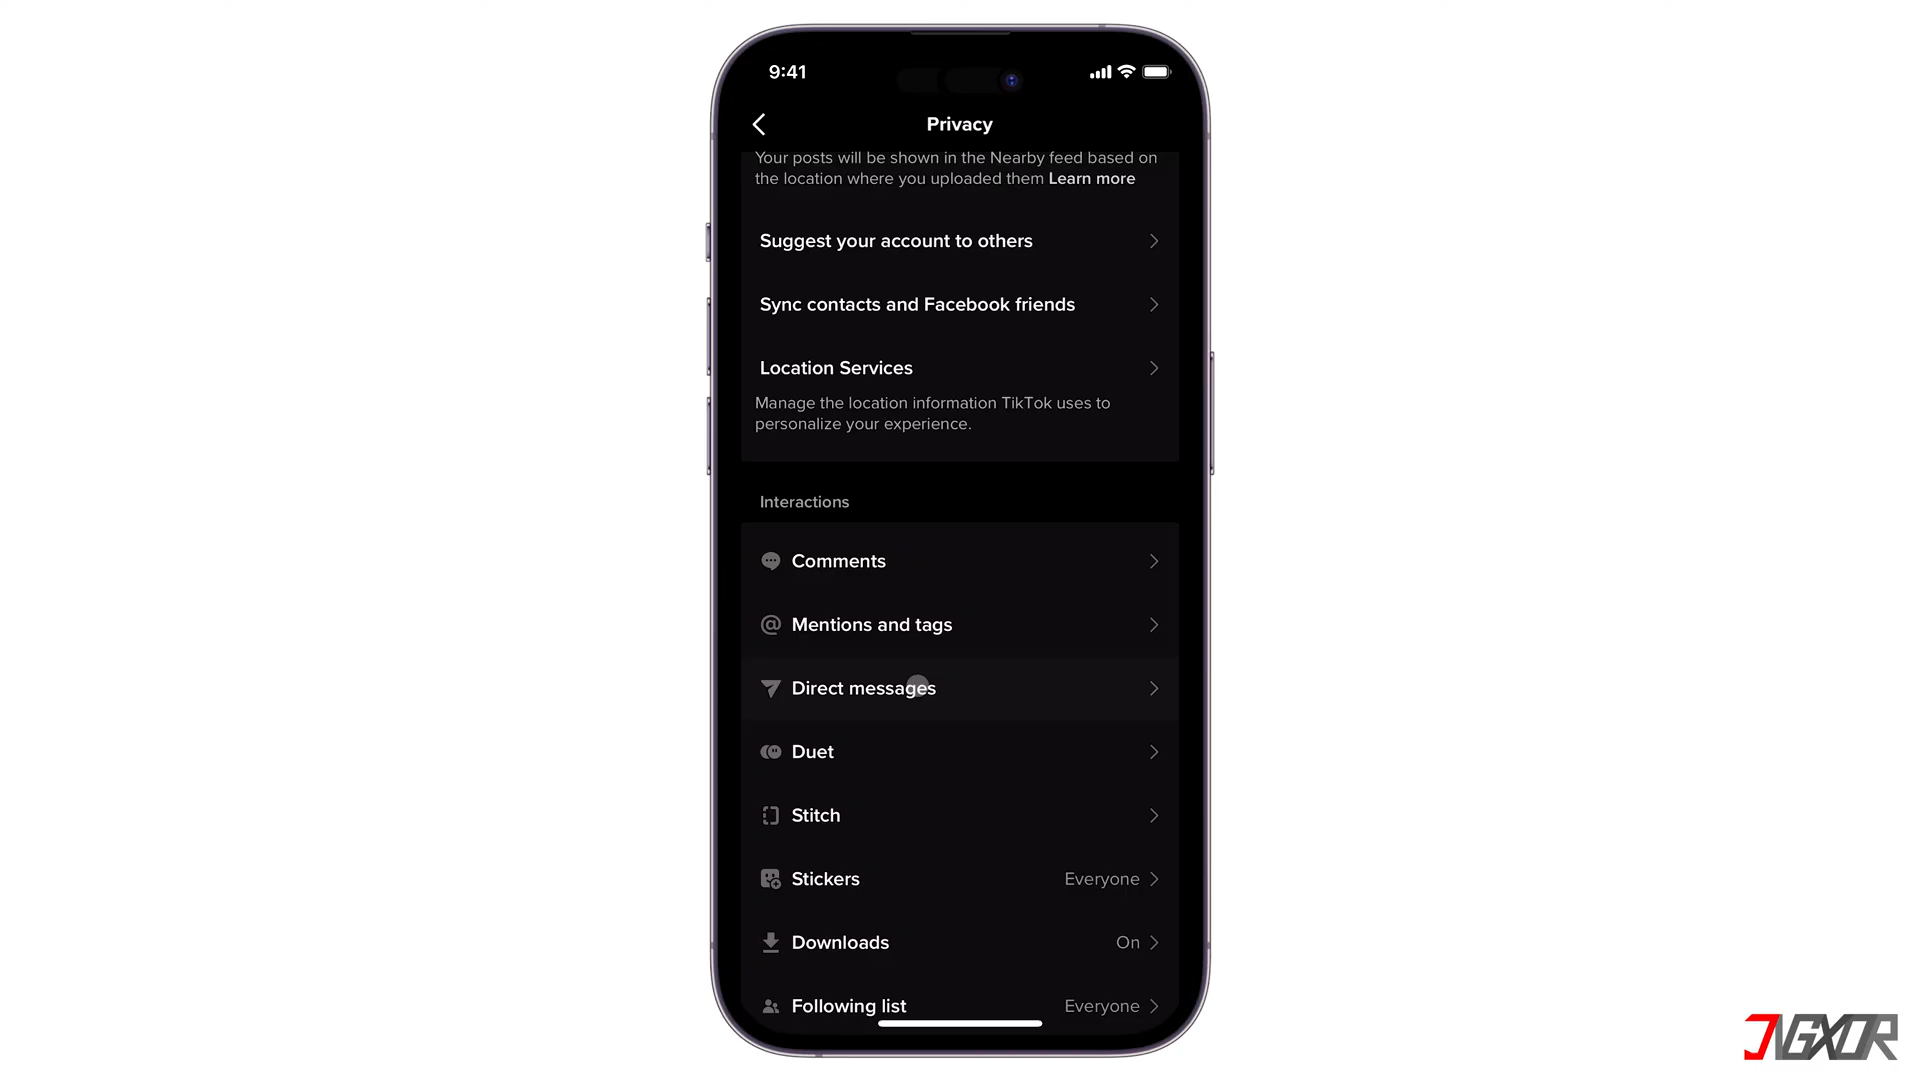 9:41
Privacy
Your posts will be shown in the Nearby feed based on
the location where you uploaded them Learn more
Suggest your account to others
Sync contacts and Facebook friends
Location Services
Manage the location information TikTok uses to
personalize your experience.
Interactions
Comments
Mentions and tags
Direct messages
Duet
Stitch
Stickers Everyone
Downloads On
Following list Everyone
JIGXOR